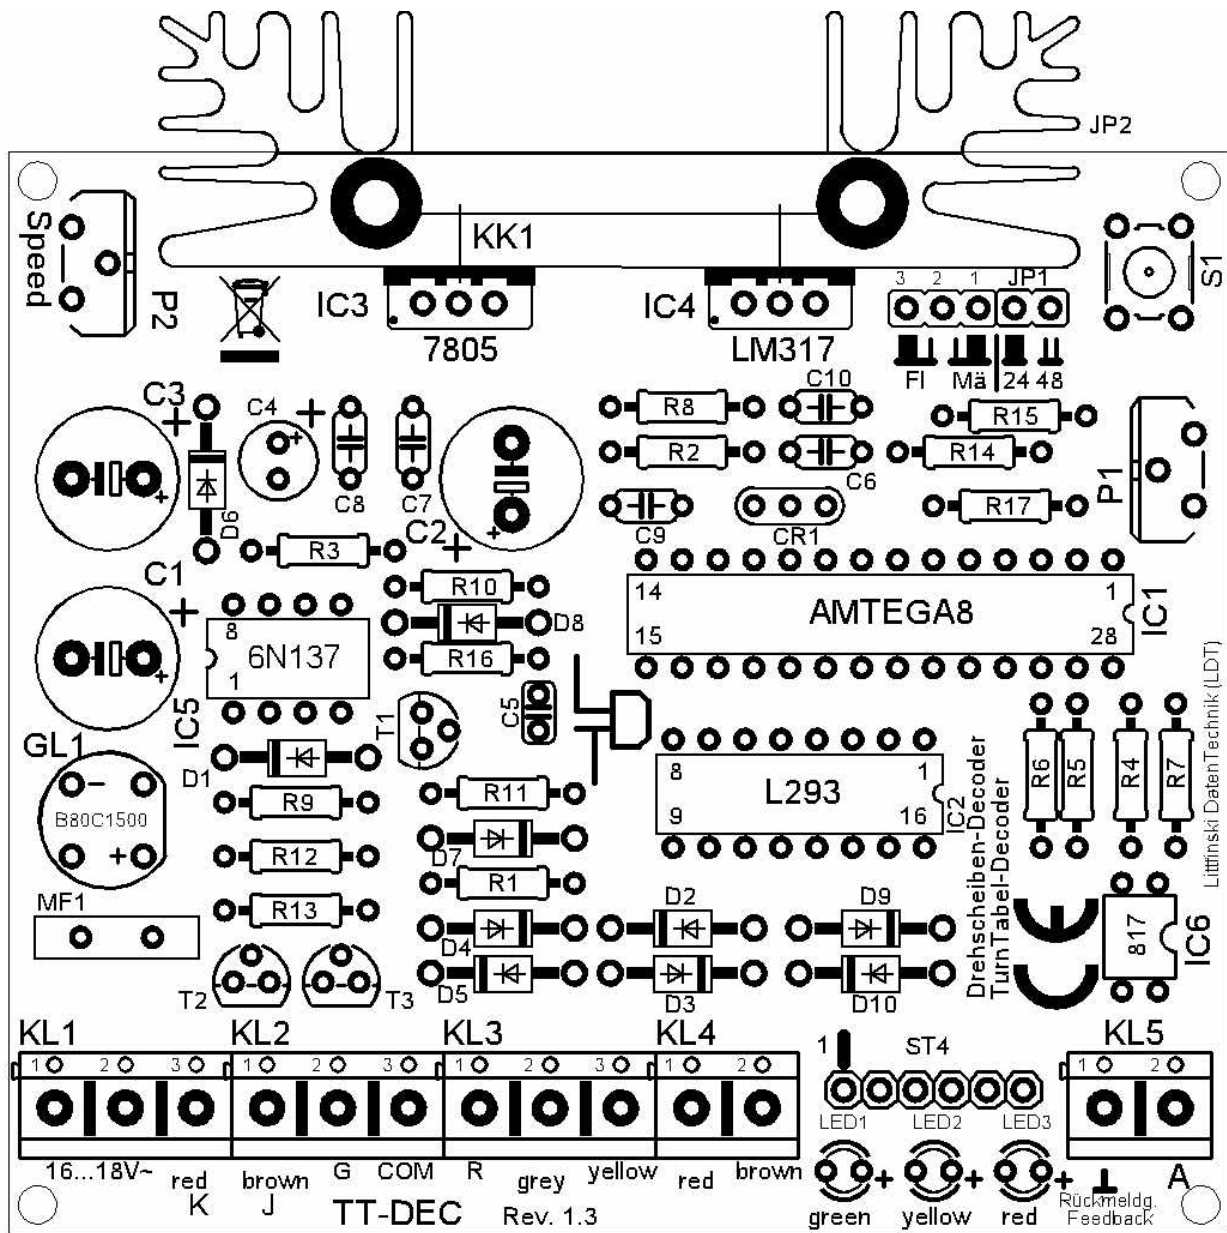 JP2
Speed
P2
KK1
IC3
7805
IC4
LM317
3 2 1
JP1
Fl Mä 24 48
S1
C3
C4
C8
C7
C2
D6
R8
R2
C10
C6
R15
R14
R17
P1
C9
CR1
R3
C1
R10
D8
R16
14 1
AMTEGA8
15 28
IC1
8
6N137
1
IC5
T1
C5
GL1
B80C1500
D1
R9
R12
R13
R11
D7
R1
D4
D5
8 1
L293
9 16
IC2
D2
D9
D3
D10
Drehscheiben-Decoder
TurnTabel-Decoder
R6
R5
R4
R7
Littfinski DatenTechnik (LDT)
CE
817
IC6
MF1
T2
T3
KL1 KL2 KL3 KL4
KL5
1 2 3 1 2 3 1 2 3 1 2
1 2
1 ST4
LED1 LED2 LED3
16...18V~ red brown G COM R grey yellow red brown
K J
green yellow red
A
Rückmeldg.
Feedback
TT-DEC Rev. 1.3